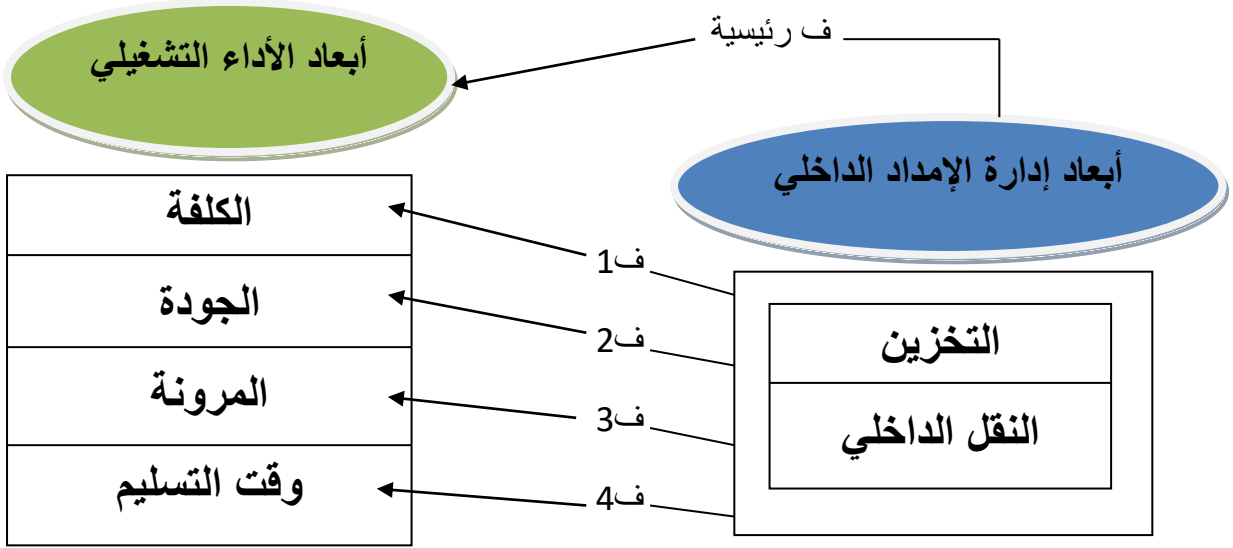 ف رئيسية
أبعاد الأداء التشغيلي
أبعاد إدارة الإمداد الداخلي
الكلفة
ف1
الجودة
ف2
التخزين
المرونة
ف3
النقل الداخلي
وقت التسليم
ف4